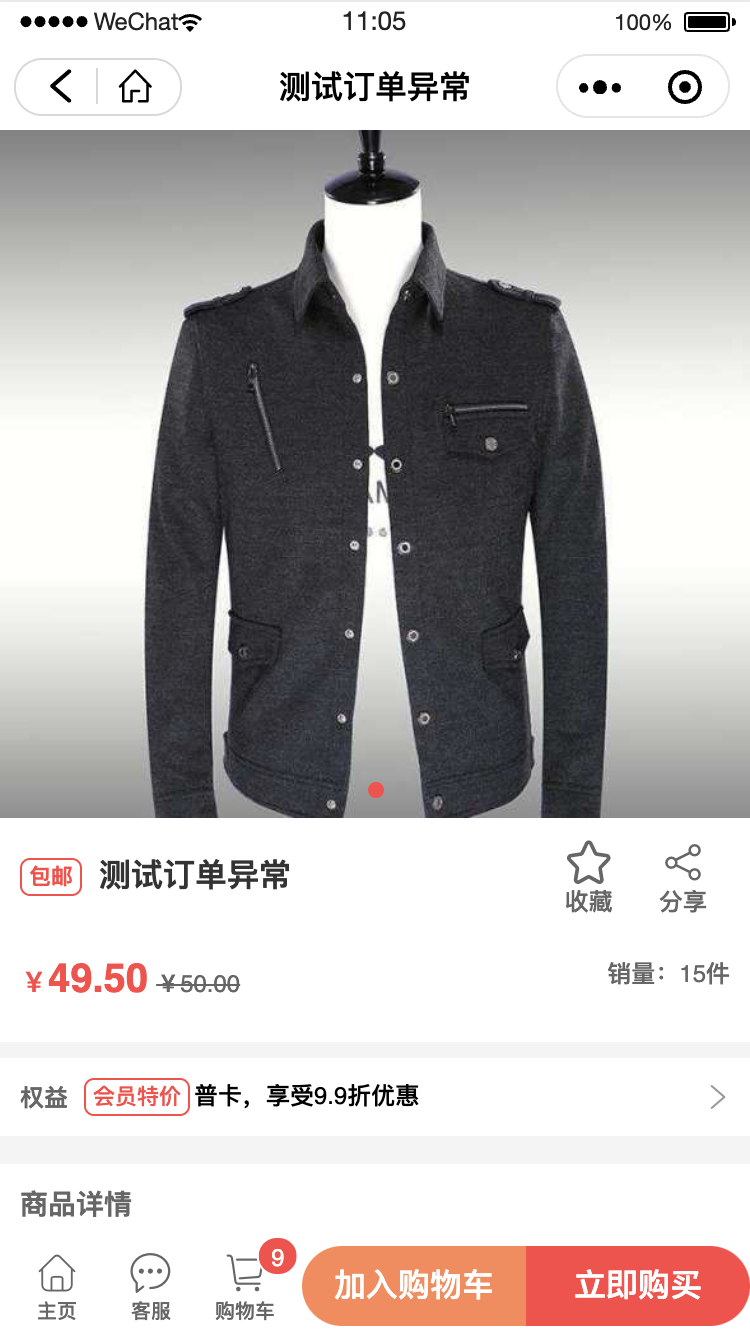 WeChat 11:05 100%
测试订单异常
包邮 测试订单异常
收藏 分享
¥49.50 ¥50.00 销量：15件
权益 会员特价 普卡，享受9.9折优惠
商品详情
9
主页 客服 购物车 加入购物车 立即购买